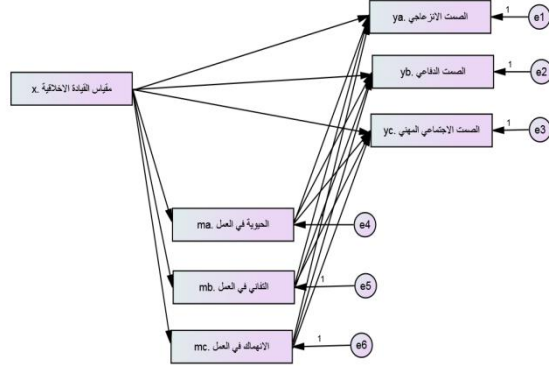 ya. الصمت الانزعاجي
1
e1
yb. الصمت الدفاعي
1
e2
x. مقياس القيادة الاخلاقية
yc. الصمت الاجتماعي المهني
1
e3
ma. الحيوية في العمل
e4
mb. التفاني في العمل
1
e5
mc. الانهماك في العمل
1
e6